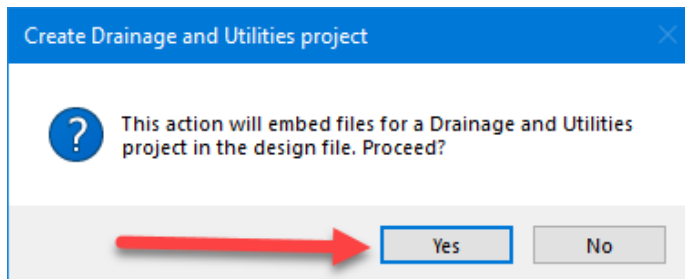 Create Drainage and Utilities project
This action will embed files for a Drainage and Utilities
project in the design file. Proceed?
Yes No